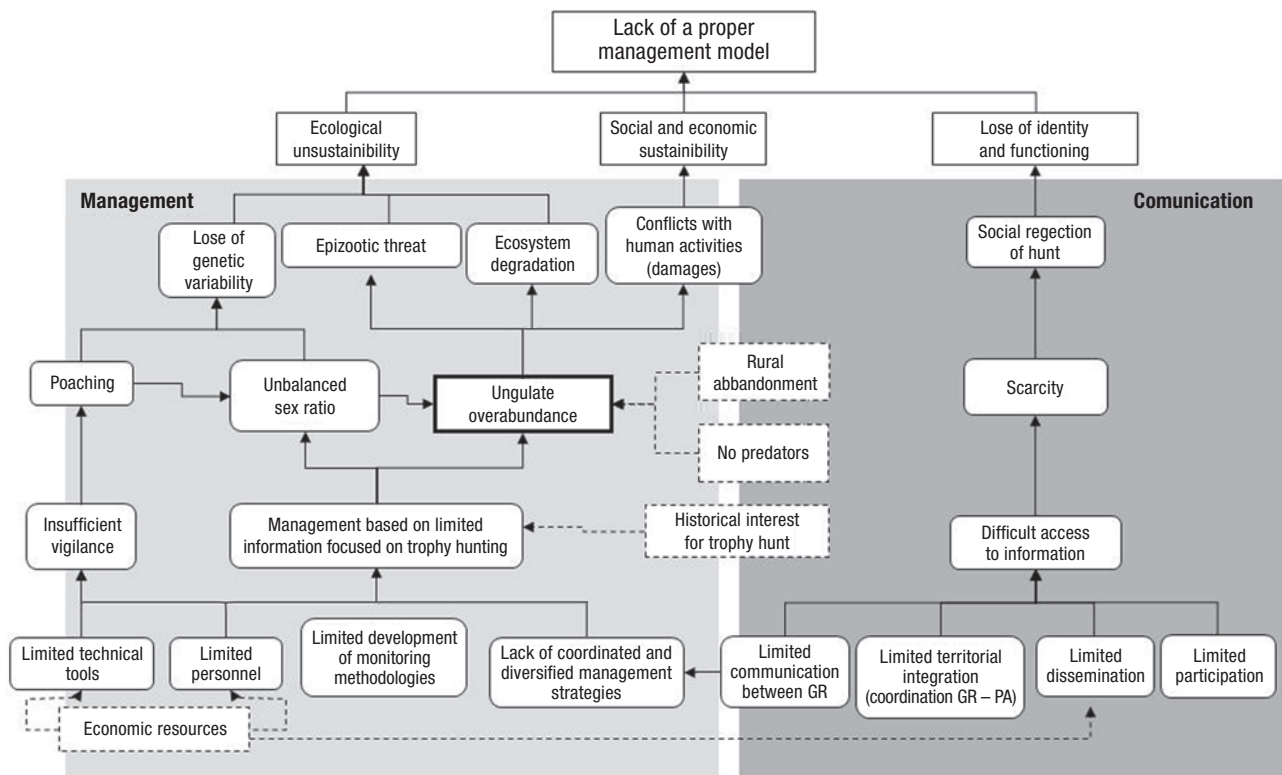 Lack of a proper
management model
Ecological
unsustainibility
Social and economic
sustainibility
Lose of identity
and functioning
Management
Comunication
Lose of
genetic
variability
Epizootic threat
Ecosystem
degradation
Conflicts with
human activities
(damages)
Social regection
of hunt
Poaching
Unbalanced
sex ratio
Ungulate
overabundance
Rural
abbandonment
No predators
Scarcity
Insufficient
vigilance
Management based on limited
information focused on trophy hunting
Historical interest
for trophy hunt
Difficult access
to information
Limited technical
tools
Limited
personnel
Limited development
of monitoring
methodologies
Lack of coordinated and
diversified management
strategies
Limited
communication
between GR
Limited territorial
integration
(coordination GR – PA)
Limited
dissemination
Limited
participation
Economic resources